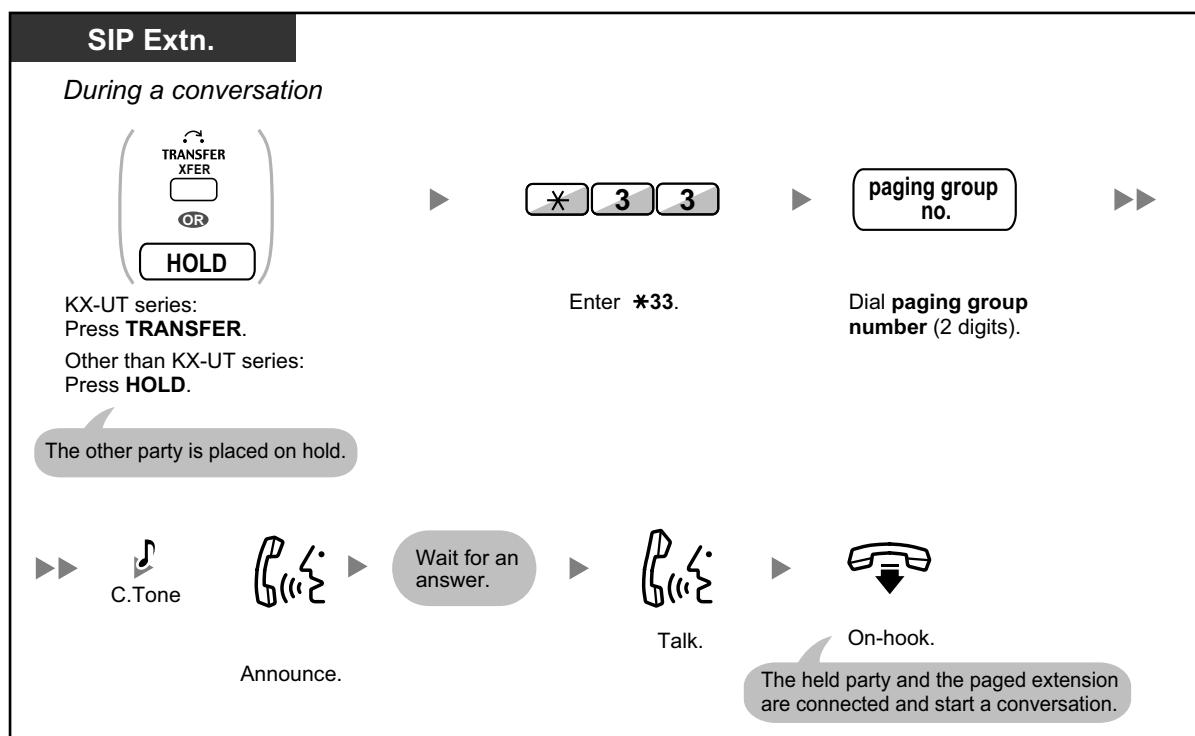 SIP Extn.
During a conversation
TRANSFER
XFER
OR
HOLD
KX-UT series:
Press TRANSFER.
Other than KX-UT series:
Press HOLD.
The other party is placed on hold.
✳ 3 3
Enter ✳33.
paging group
no.
Dial paging group
number (2 digits).
C.Tone
Announce.
Wait for an
answer.
Talk.
On-hook.
The held party and the paged extension
are connected and start a conversation.